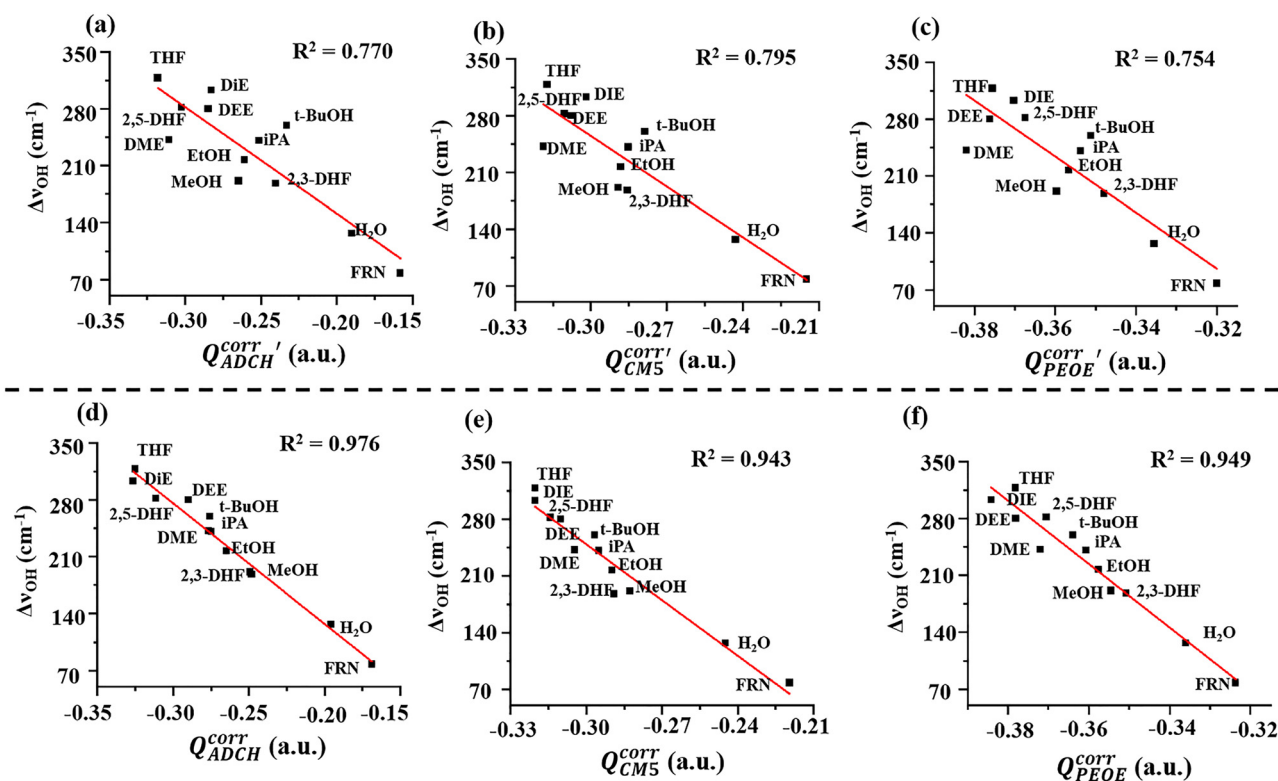 (a)
R² = 0.770
350
280
210
140
70
Δν_OH (cm⁻¹)
THF
DiE
2,5-DHF
DEE
DME
t-BuOH
iPA
EtOH
MeOH
2,3-DHF
H₂O
FRN
-0.35 -0.30 -0.25 -0.20 -0.15
Q_ADCH^corr′ (a.u.)
(b)
R² = 0.795
350
280
210
140
70
Δν_OH (cm⁻¹)
THF
DIE
2,5-DHF
DEE
DME
t-BuOH
iPA
EtOH
MeOH
2,3-DHF
H₂O
FRN
-0.33 -0.30 -0.27 -0.24 -0.21
Q_CM5^corr′ (a.u.)
(c)
R² = 0.754
350
280
210
140
70
Δν_OH (cm⁻¹)
THF
DIE
DEE
2,5-DHF
DME
t-BuOH
iPA
EtOH
MeOH
2,3-DHF
H₂O
FRN
-0.38 -0.36 -0.34 -0.32
Q_PEOE^corr′ (a.u.)
(d)
R² = 0.976
350
280
210
140
70
Δν_OH (cm⁻¹)
THF
DiE
DEE
2,5-DHF
t-BuOH
iPA
DME
EtOH
2,3-DHF
MeOH
H₂O
FRN
-0.35 -0.30 -0.25 -0.20 -0.15
Q_ADCH^corr (a.u.)
(e)
R² = 0.943
350
280
210
140
70
Δν_OH (cm⁻¹)
THF
DIE
2,5-DHF
DEE
t-BuOH
iPA
DME
EtOH
2,3-DHF
MeOH
H₂O
FRN
-0.33 -0.30 -0.27 -0.24 -0.21
Q_CM5^corr (a.u.)
(f)
R² = 0.949
350
280
210
140
70
Δν_OH (cm⁻¹)
THF
DIE
DEE
2,5-DHF
t-BuOH
DME
iPA
EtOH
MeOH
2,3-DHF
H₂O
FRN
-0.38 -0.36 -0.34 -0.32
Q_PEOE^corr (a.u.)